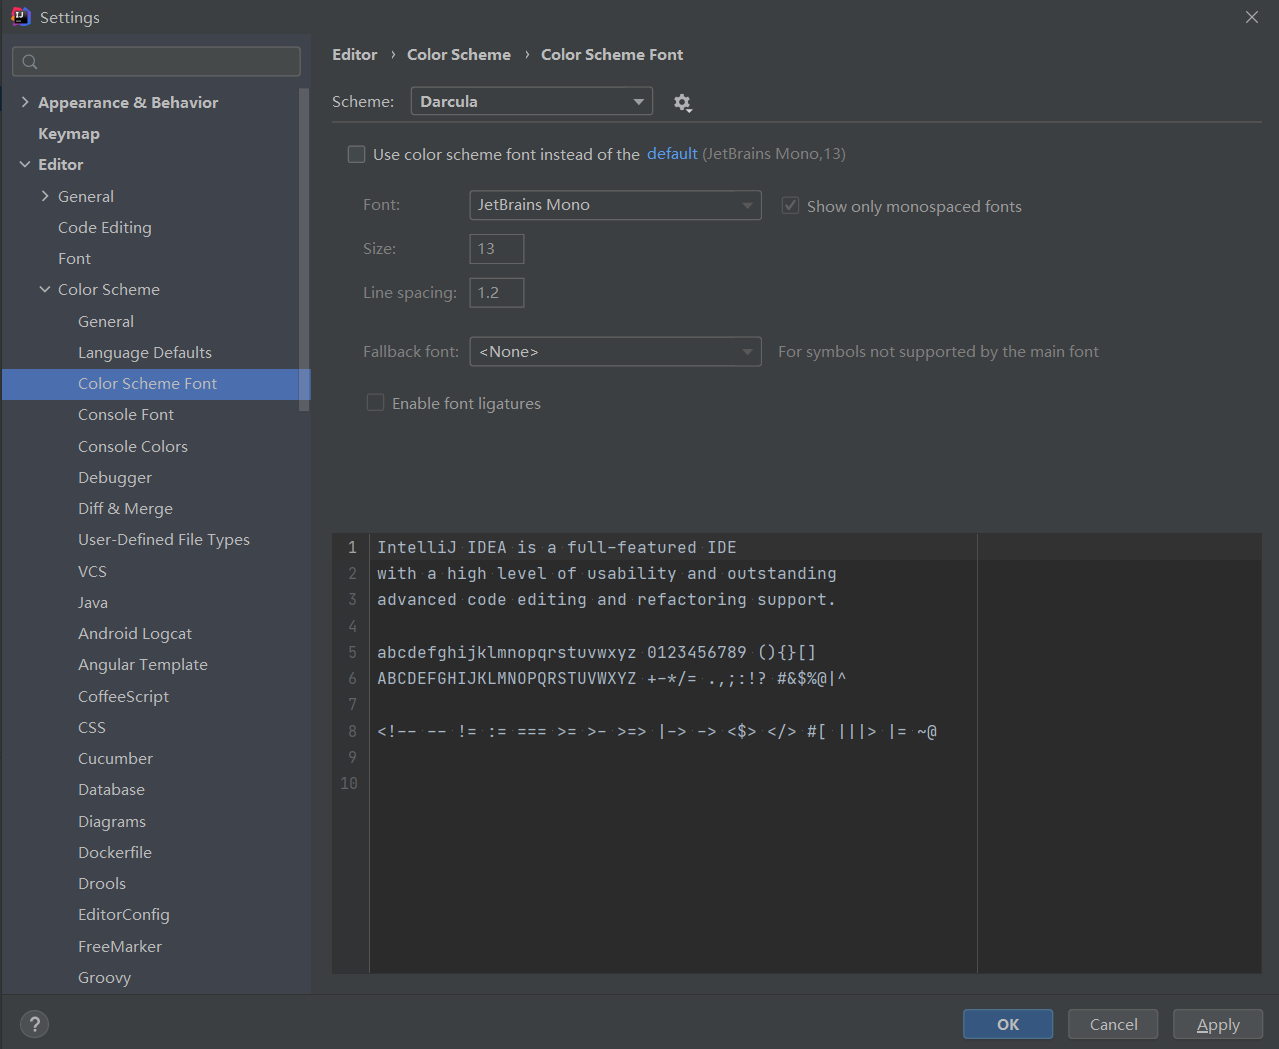 Settings
Appearance & Behavior
Keymap
Editor
General
Code Editing
Font
Color Scheme
General
Language Defaults
Color Scheme Font
Console Font
Console Colors
Debugger
Diff & Merge
User-Defined File Types
VCS
Java
Android Logcat
Angular Template
CoffeeScript
CSS
Cucumber
Database
Diagrams
Dockerfile
Drools
EditorConfig
FreeMarker
Groovy
Editor › Color Scheme › Color Scheme Font
Scheme: Darcula
Use color scheme font instead of the default (JetBrains Mono,13)
Font: JetBrains Mono Show only monospaced fonts
Size: 13
Line spacing: 1.2
Fallback font: <None> For symbols not supported by the main font
Enable font ligatures
1 IntelliJ IDEA is a full-featured IDE
2 with a high level of usability and outstanding
3 advanced code editing and refactoring support.
4
5 abcdefghijklmnopqrstuvwxyz 0123456789 (){}[]
6 ABCDEFGHIJKLMNOPQRSTUVWXYZ +-*/= .,;:!? #&$%@|^
7
8 <!-- -- != := === >= >- >=> |-> -> <$> </> #[ |||> |= ~@
9
10
? OK Cancel Apply